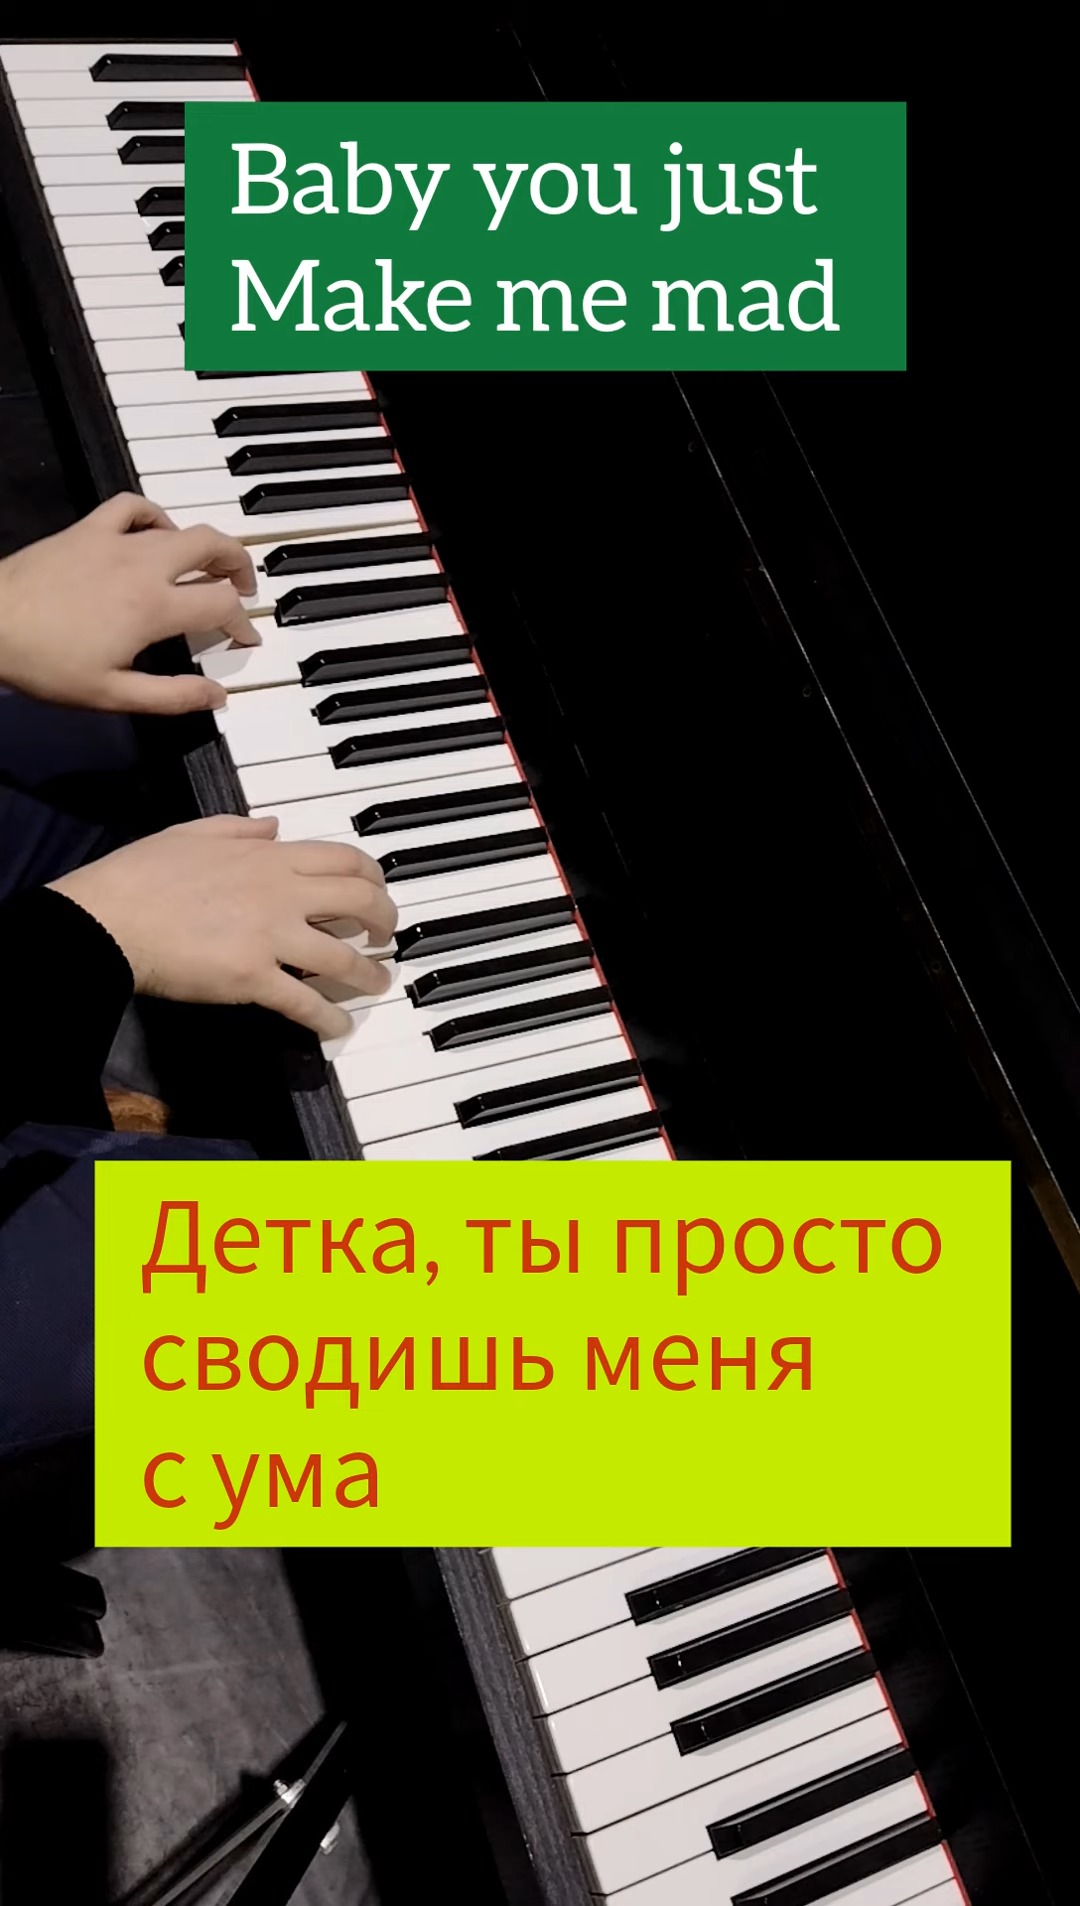 Baby you just
Make me mad
Детка, ты просто
сводишь меня
с ума